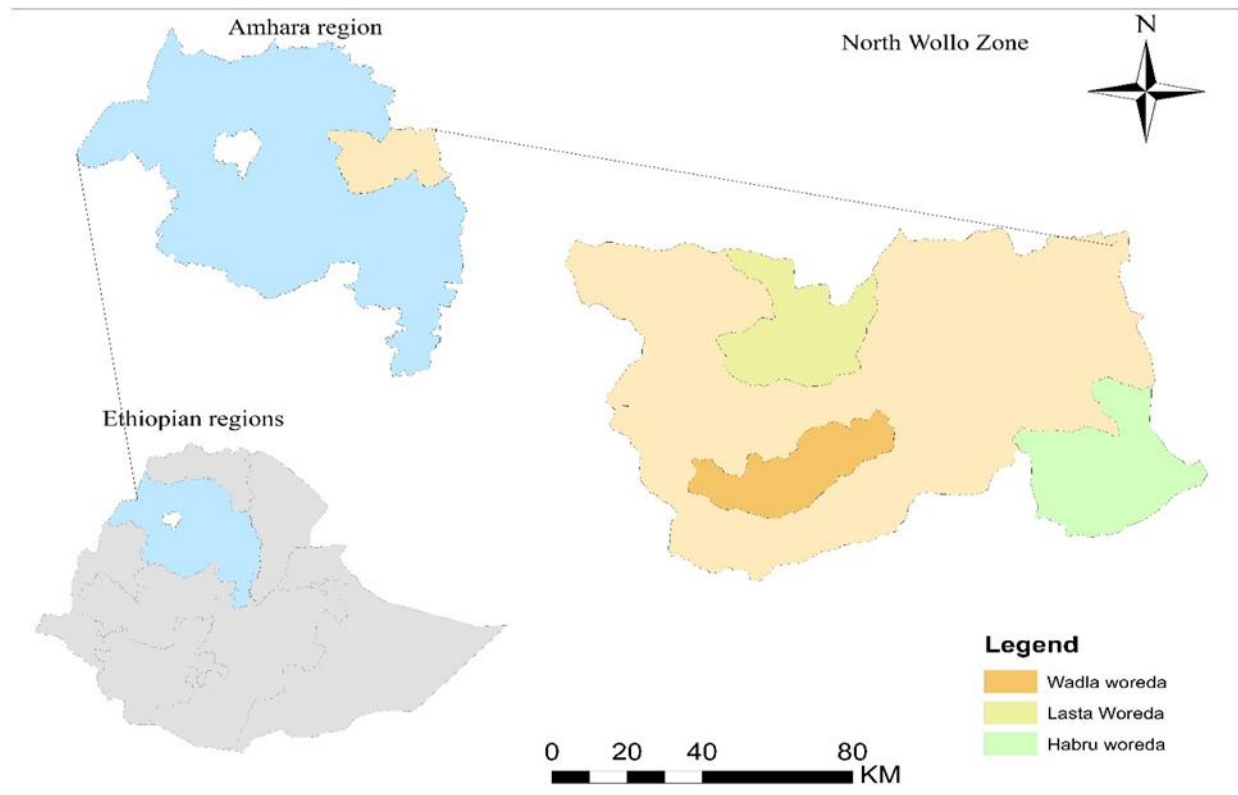 Amhara region
North Wollo Zone
N
Ethiopian regions
Legend
Wadla woreda
Lasta Woreda
Habru woreda
0 20 40 80
KM